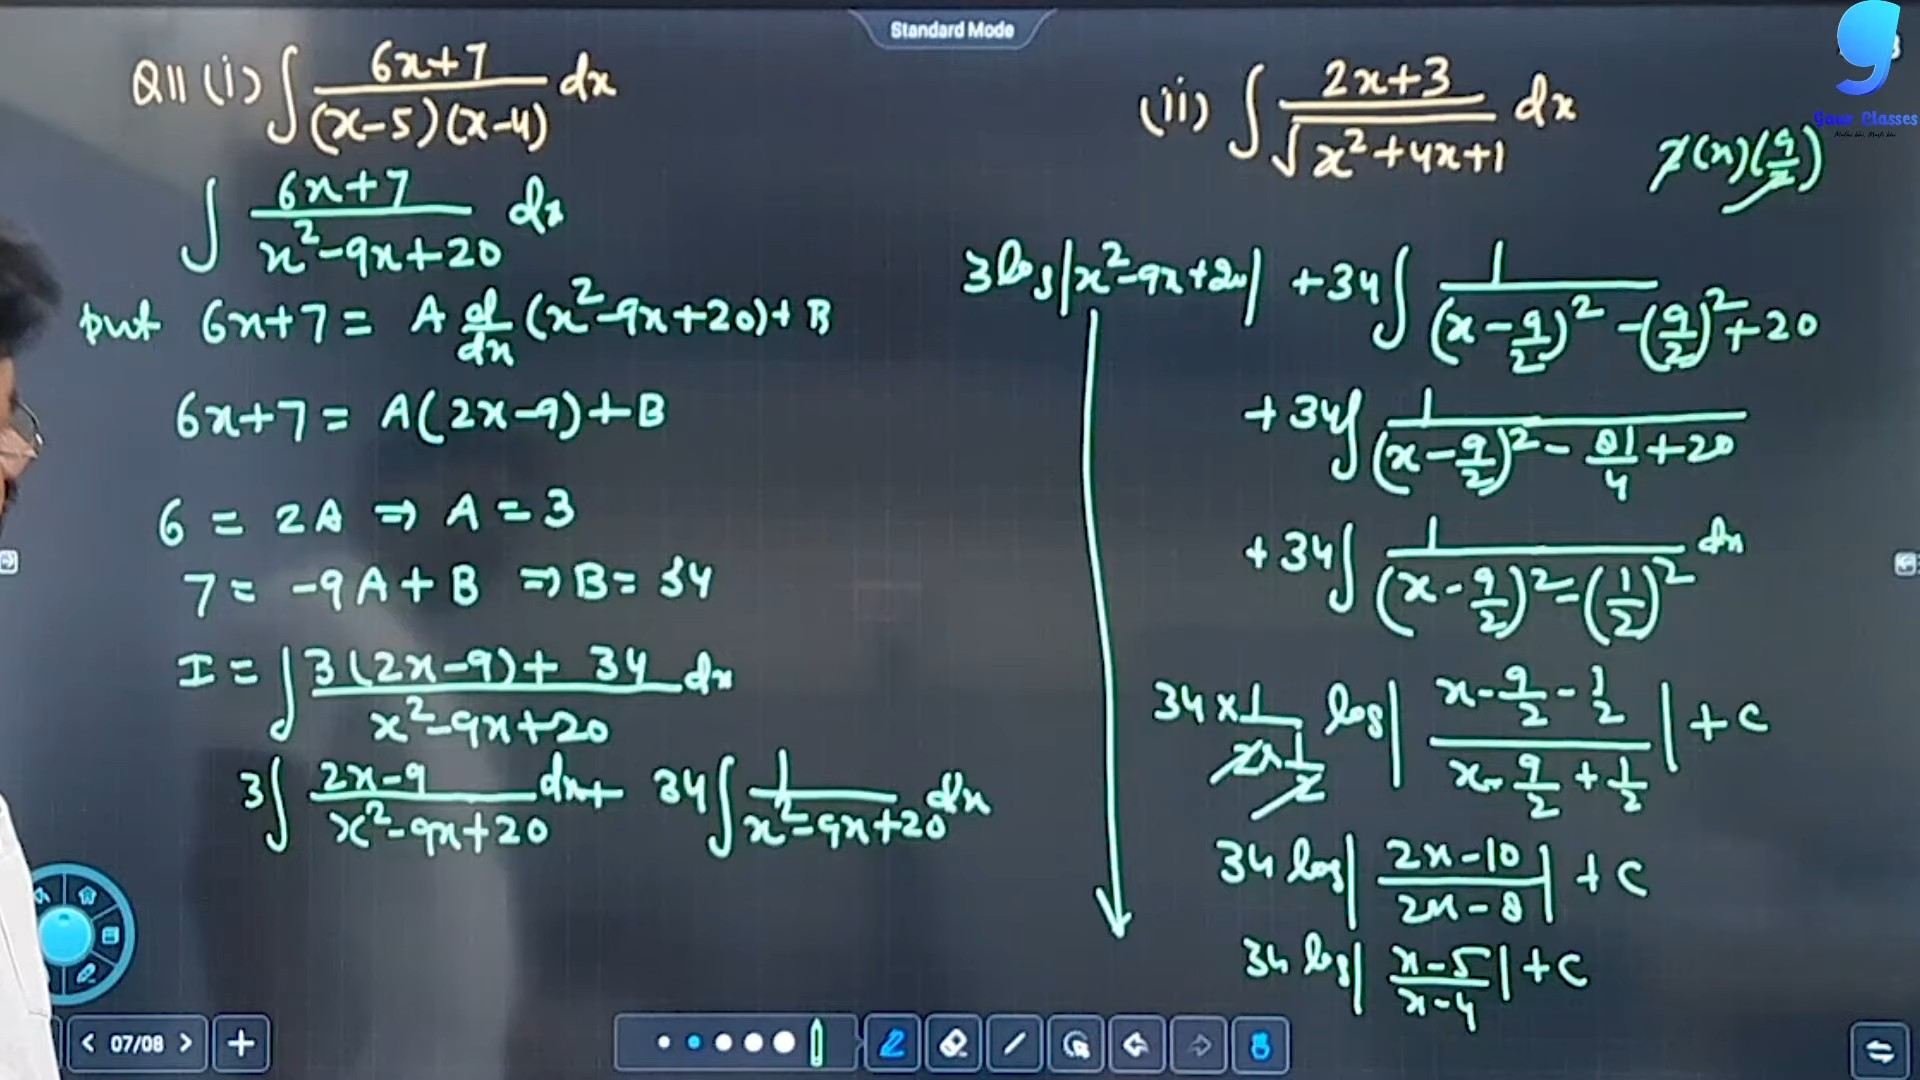 Standard Mode
Q11 (i) ∫ 6x+7 / (x-5)(x-4) dx
∫ 6x+7 / x²-9x+20 dx
put 6x+7 = A d/dx (x²-9x+20) + B
6x+7 = A(2x-9)+B
6 = 2A ⇒ A = 3
7 = -9A + B ⇒ B = 34
I = ∫ 3(2x-9) + 34 / x²-9x+20 dx
3∫ 2x-9 / x²-9x+20 dx + 34∫ 1 / x²-9x+20 dx
(ii) ∫ 2x+3 / √x²+4x+1 dx
2(x)(9/2)
3log|x²-9x+20| + 34∫ 1 / (x-9/2)² - (9/2)² + 20
+34∫ 1 / (x-9/2)² - 81/4 + 20
+34∫ 1 / (x-9/2)² - (1/2)² dx
34 × 1 / 2×1/2 log| x-9/2-1/2 / x-9/2+1/2 | + C
34 log| 2x-10 / 2x-8 | + C
34 log| x-5 / x-4 | + C
Gaur Classes
07/08